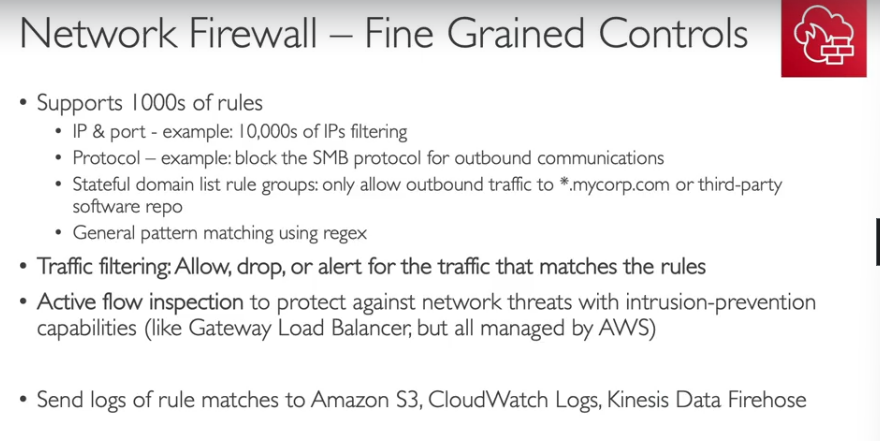 Network Firewall – Fine Grained Controls
• Supports 1000s of rules
• IP & port - example: 10,000s of IPs filtering
• Protocol – example: block the SMB protocol for outbound communications
• Stateful domain list rule groups: only allow outbound traffic to *.mycorp.com or third-party
software repo
• General pattern matching using regex
• Traffic filtering: Allow, drop, or alert for the traffic that matches the rules
• Active flow inspection to protect against network threats with intrusion-prevention
capabilities (like Gateway Load Balancer, but all managed by AWS)
• Send logs of rule matches to Amazon S3, CloudWatch Logs, Kinesis Data Firehose